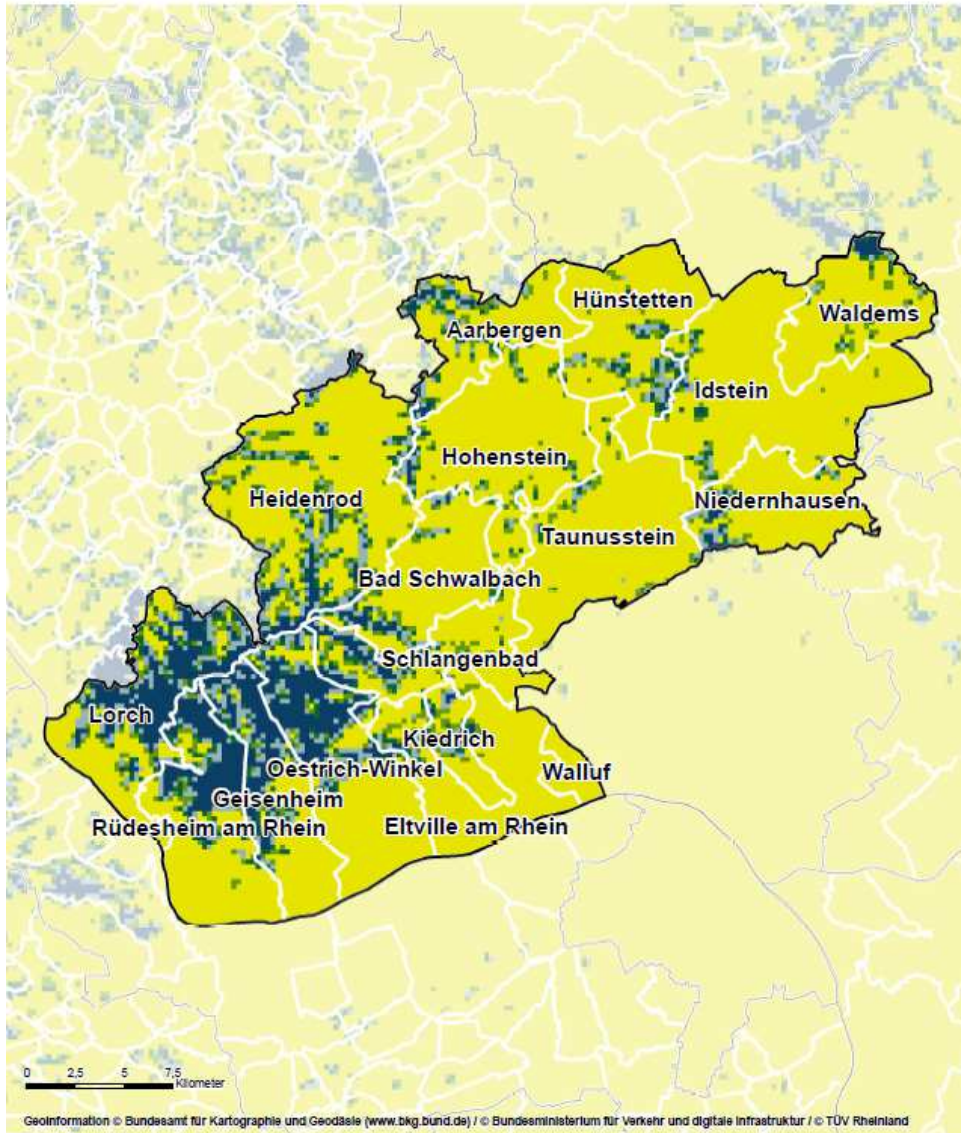 Hünstetten
Waldems
Aarbergen
Idstein
Hohenstein
Heidenrod
Niedernhausen
Taunusstein
Bad Schwalbach
Schlangenbad
Lorch
Kiedrich
Oestrich-Winkel
Walluf
Geisenheim
Rüdesheim am Rhein
Eltville am Rhein
0 2,5 5 7,5
Kilometer
Geoinformation © Bundesamt für Kartographie und Geodäsie (www.bkg.bund.de) / © Bundesministerium für Verkehr und digitale Infrastruktur / © TÜV Rheinland